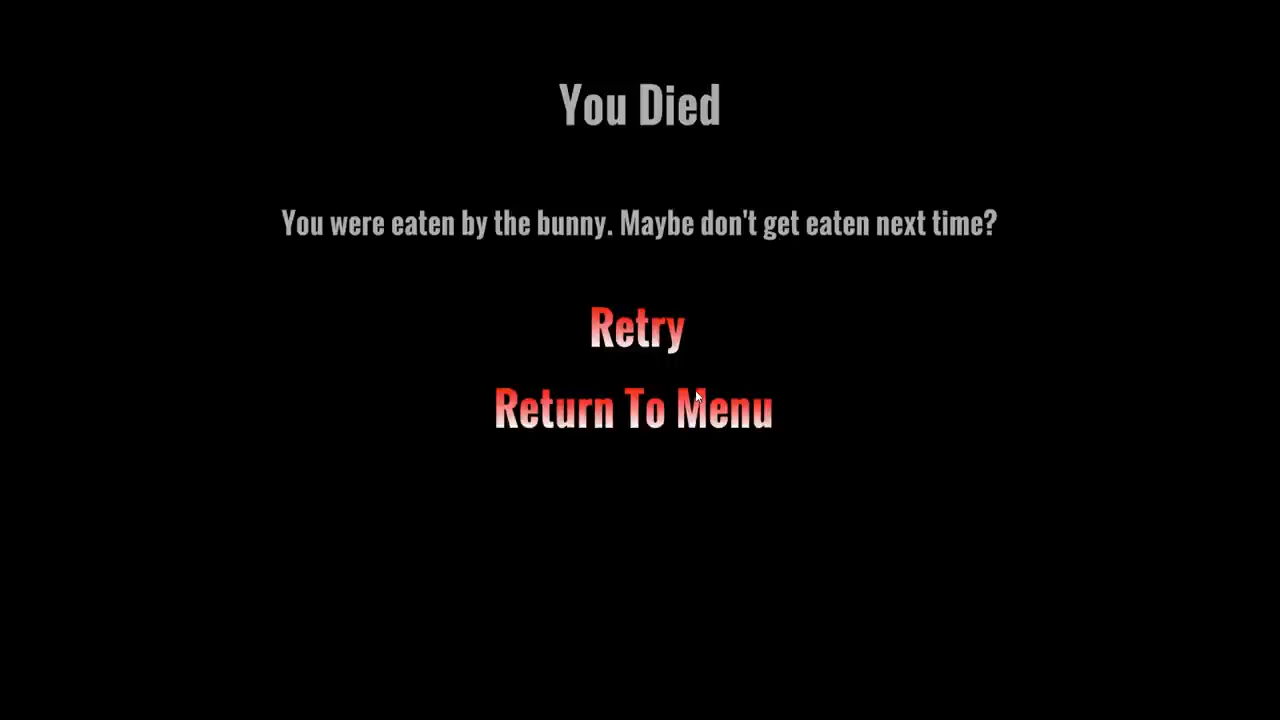 You Died
You were eaten by the bunny. Maybe don't get eaten next time?
Retry
Return To Menu